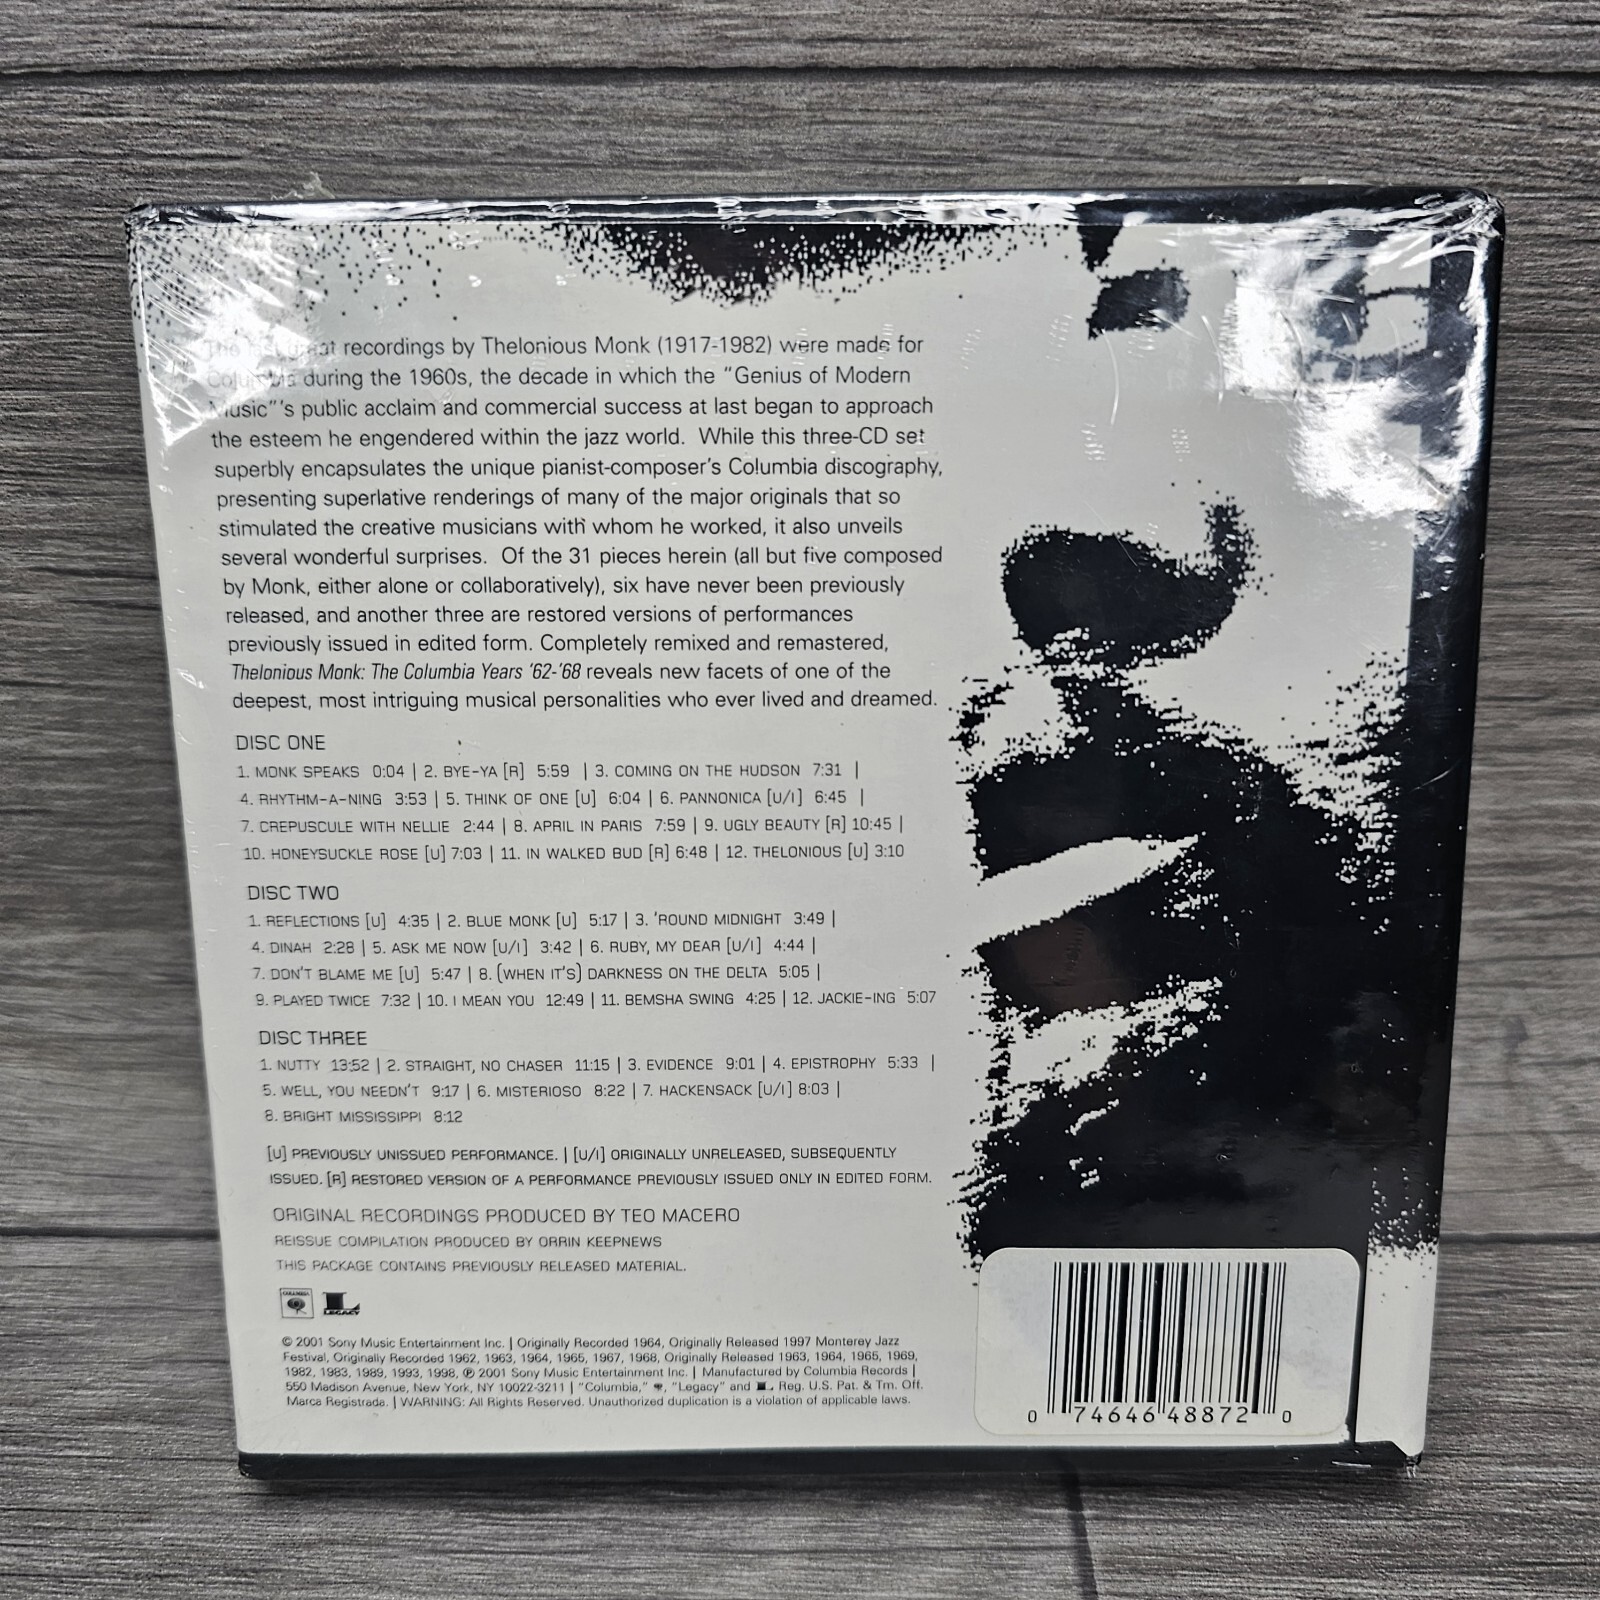 The last great recordings by Thelonious Monk (1917-1982) were made for
Columbia during the 1960s, the decade in which the "Genius of Modern
Music"'s public acclaim and commercial success at last began to approach
the esteem he engendered within the jazz world. While this three-CD set
superbly encapsulates the unique pianist-composer's Columbia discography,
presenting superlative renderings of many of the major originals that so
stimulated the creative musicians with whom he worked, it also unveils
several wonderful surprises. Of the 31 pieces herein (all but five composed
by Monk, either alone or collaboratively), six have never been previously
released, and another three are restored versions of performances
previously issued in edited form. Completely remixed and remastered,
Thelonious Monk: The Columbia Years '62-'68 reveals new facets of one of the
deepest, most intriguing musical personalities who ever lived and dreamed.
DISC ONE
1. MONK SPEAKS 0:04 | 2. BYE-YA [R] 5:59 | 3. COMING ON THE HUDSON 7:31 |
4. RHYTHM-A-NING 3:53 | 5. THINK OF ONE [U] 6:04 | 6. PANNONICA [U/I] 6:45 |
7. CREPUSCULE WITH NELLIE 2:44 | 8. APRIL IN PARIS 7:59 | 9. UGLY BEAUTY [R] 10:45 |
10. HONEYSUCKLE ROSE [U] 7:03 | 11. IN WALKED BUD [R] 6:48 | 12. THELONIOUS [U] 3:10
DISC TWO
1. REFLECTIONS [U] 4:35 | 2. BLUE MONK [U] 5:17 | 3. 'ROUND MIDNIGHT 3:49 |
4. DINAH 2:28 | 5. ASK ME NOW [U/I] 3:42 | 6. RUBY, MY DEAR [U/I] 4:44 |
7. DON'T BLAME ME [U] 5:47 | 8. (WHEN IT'S) DARKNESS ON THE DELTA 5:05 |
9. PLAYED TWICE 7:32 | 10. I MEAN YOU 12:49 | 11. BEMSHA SWING 4:25 | 12. JACKIE-ING 5:07
DISC THREE
1. NUTTY 13:52 | 2. STRAIGHT, NO CHASER 11:15 | 3. EVIDENCE 9:01 | 4. EPISTROPHY 5:33 |
5. WELL, YOU NEEDN'T 9:17 | 6. MISTERIOSO 8:22 | 7. HACKENSACK [U/I] 8:03 |
8. BRIGHT MISSISSIPPI 8:12
[U] PREVIOUSLY UNISSUED PERFORMANCE. | [U/I] ORIGINALLY UNRELEASED, SUBSEQUENTLY
ISSUED. [R] RESTORED VERSION OF A PERFORMANCE PREVIOUSLY ISSUED ONLY IN EDITED FORM.
ORIGINAL RECORDINGS PRODUCED BY TEO MACERO
REISSUE COMPILATION PRODUCED BY ORRIN KEEPNEWS
THIS PACKAGE CONTAINS PREVIOUSLY RELEASED MATERIAL.
COLUMBIA LEGACY
© 2001 Sony Music Entertainment Inc. | Originally Recorded 1964, Originally Released 1997 Monterey Jazz
Festival, Originally Recorded 1962, 1963, 1964, 1965, 1967, 1968, Originally Released 1963, 1964, 1965, 1969,
1982, 1983, 1989, 1993, 1998, ℗ 2001 Sony Music Entertainment Inc. | Manufactured by Columbia Records |
550 Madison Avenue, New York, NY 10022-3211 | "Columbia," , "Legacy" and L Reg. U.S. Pat. & Tm. Off.
Marca Registrada. | WARNING: All Rights Reserved. Unauthorized duplication is a violation of applicable laws.
0 74646 48872 0